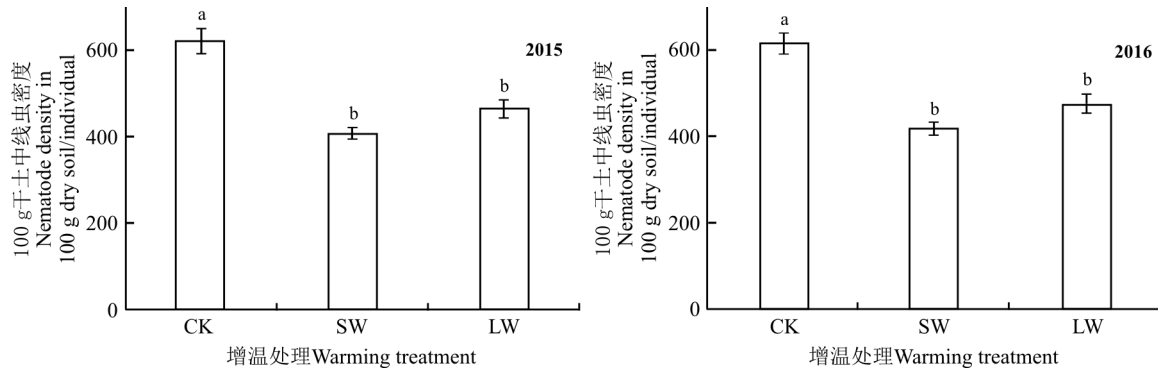 100 g干土中线虫密度
Nematode density in
100 g dry soil/individual
600
400
200
0
a
b
b
2015
CK
SW
LW
增温处理Warming treatment
100 g干土中线虫密度
Nematode density in
100 g dry soil/individual
600
400
200
0
a
b
b
2016
CK
SW
LW
增温处理Warming treatment